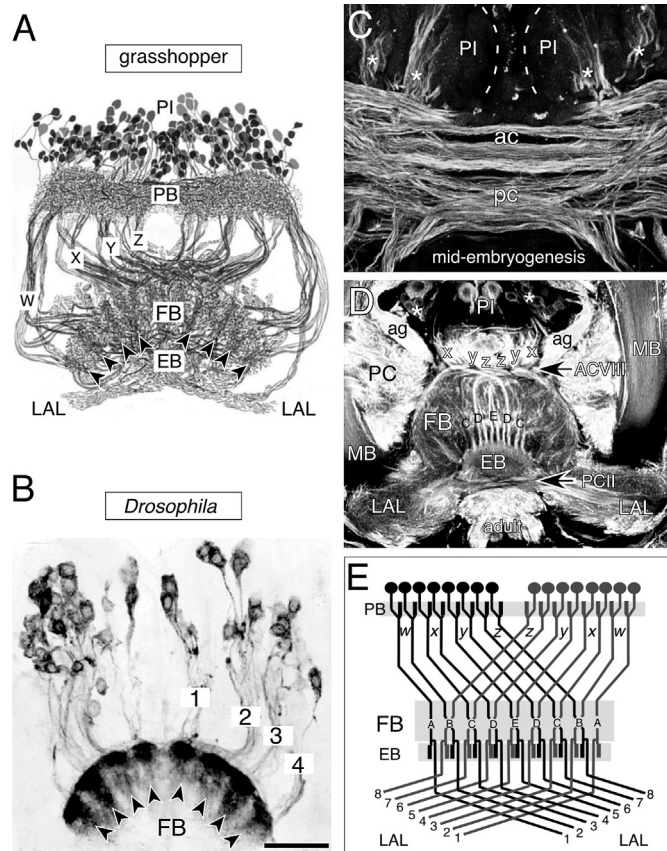 A
grasshopper
PI
PB
X Y Z
W
FB
EB
LAL LAL
B
Drosophila
1
2
3
4
FB
C
PI PI
* * *
*
ac
pc
mid-embryogenesis
D
* PI *
ag ag
MB
x y z z y x
PC
ACVIII
FB
C D E D C
MB
EB
PCII
LAL LAL
adult
E
PB
w x y z z y x w
FB
A B C D E D C B A
EB
8 7 6 5 4 3 2 1 1 2 3 4 5 6 7 8
LAL LAL